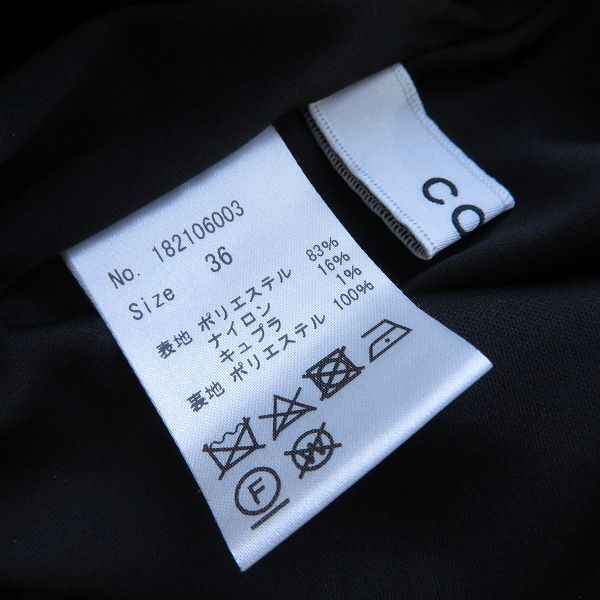 No. 182106003
Size 36
表地 ポリエステル 83%
ナイロン 16%
キュプラ 1%
裏地 ポリエステル 100%
F
W
CO